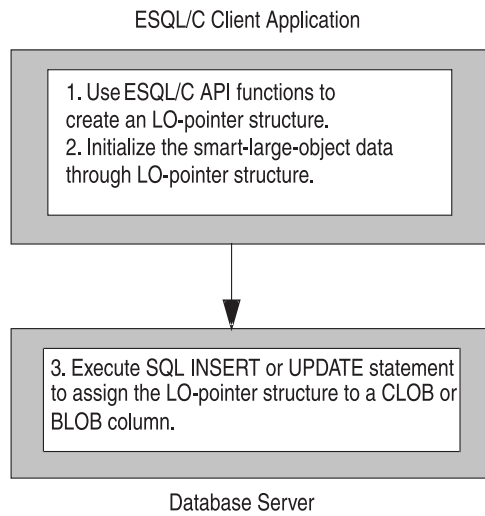 ESQL/C Client Application
1. Use ESQL/C API functions to
create an LO-pointer structure.
2. Initialize the smart-large-object data
through LO-pointer structure.
3. Execute SQL INSERT or UPDATE statement
to assign the LO-pointer structure to a CLOB or
BLOB column.
Database Server